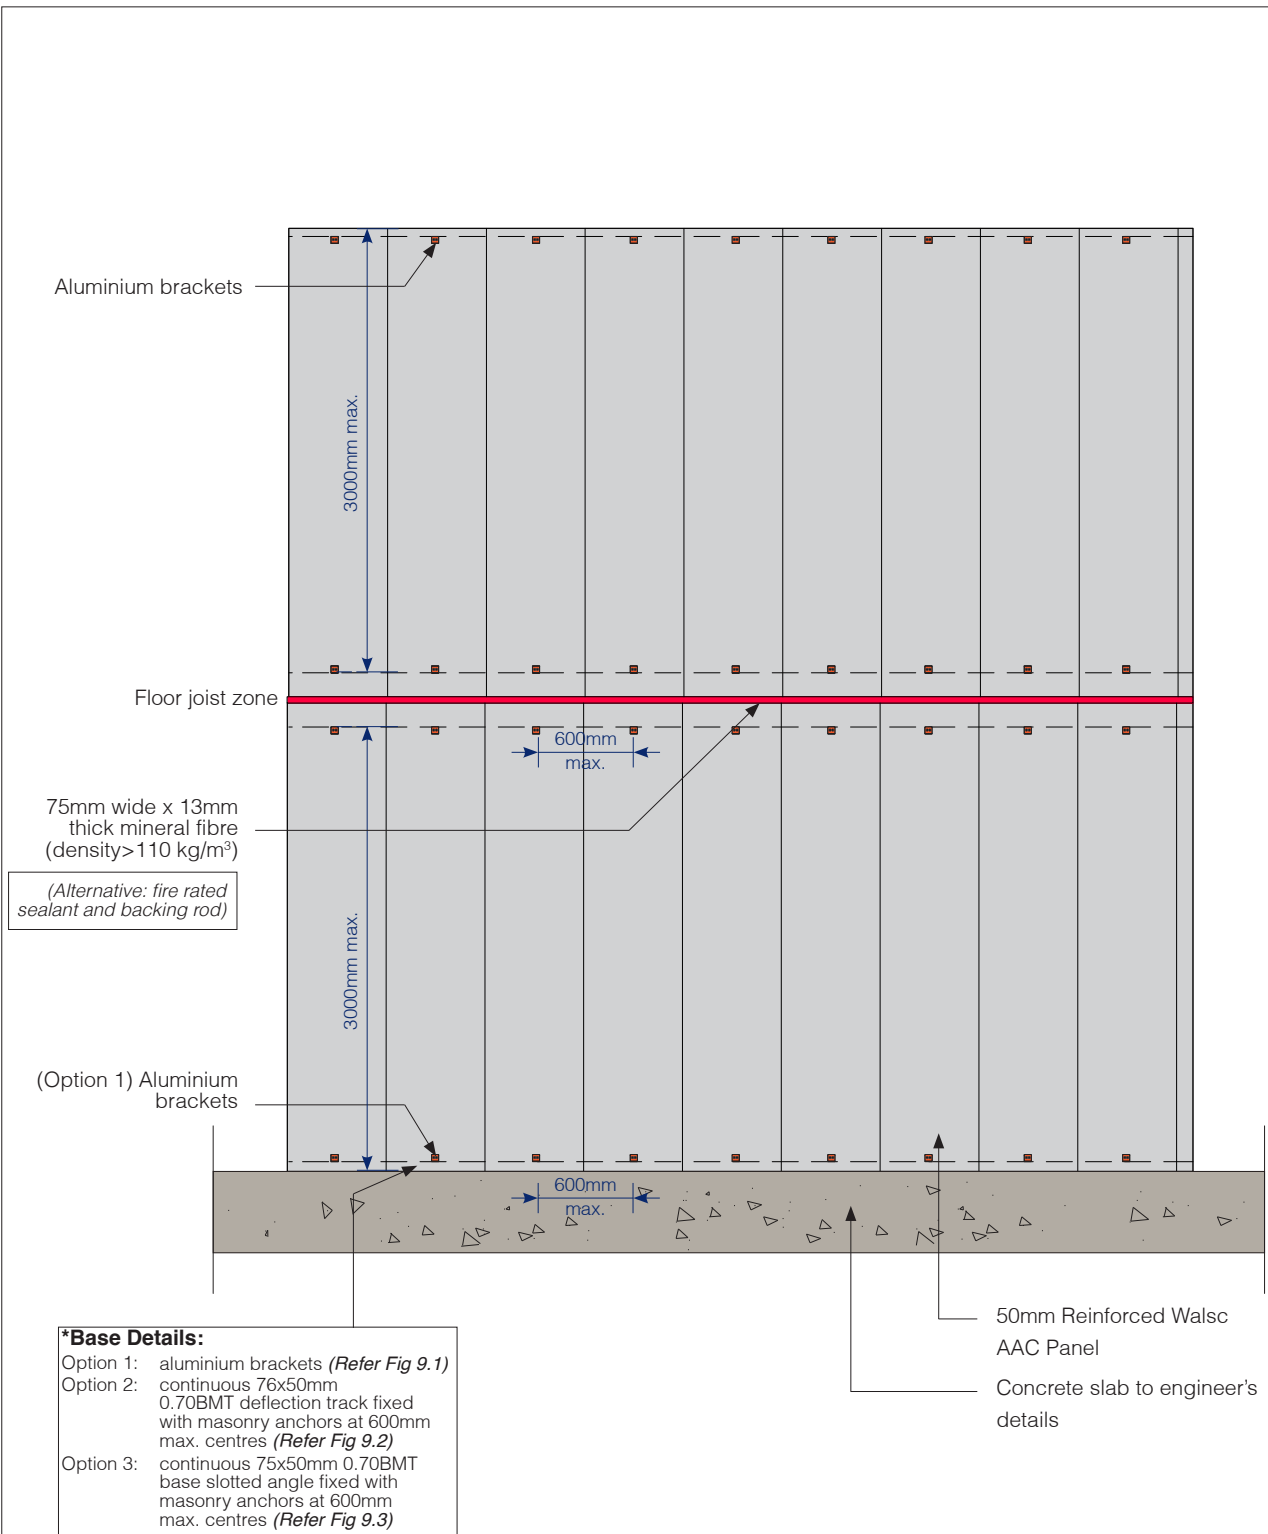 Aluminium brackets
3000mm max.
Floor joist zone
600mm
max.
75mm wide x 13mm
thick mineral fibre
(density>110 kg/m³)
(Alternative: fire rated
sealant and backing rod)
3000mm max.
(Option 1) Aluminium
brackets
600mm
max.
50mm Reinforced Walsc
AAC Panel
Concrete slab to engineer's
details
*Base Details:
Option 1: aluminium brackets (Refer Fig 9.1)
Option 2: continuous 76x50mm
0.70BMT deflection track fixed
with masonry anchors at 600mm
max. centres (Refer Fig 9.2)
Option 3: continuous 75x50mm 0.70BMT
base slotted angle fixed with
masonry anchors at 600mm
max. centres (Refer Fig 9.3)